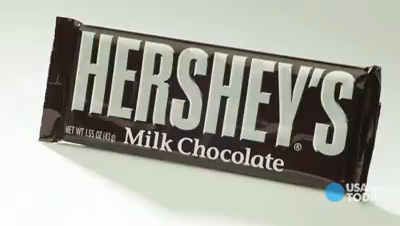 HERSHEY'S
®
NET WT 1.55 OZ (43 g)
Milk Chocolate
USA
TODAY